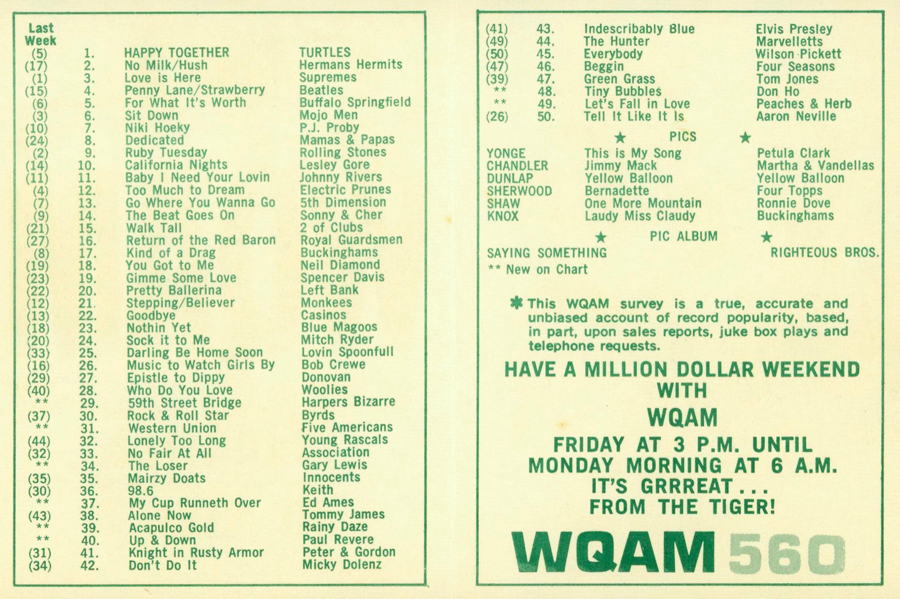 Last
Week
(5) 1. HAPPY TOGETHER TURTLES
(17) 2. No Milk/Hush Hermans Hermits
(1) 3. Love is Here Supremes
(15) 4. Penny Lane/Strawberry Beatles
(6) 5. For What It's Worth Buffalo Springfield
(3) 6. Sit Down Mojo Men
(10) 7. Niki Hoeky P.J. Proby
(24) 8. Dedicated Mamas & Papas
(2) 9. Ruby Tuesday Rolling Stones
(14) 10. California Nights Lesley Gore
(11) 11. Baby I Need Your Lovin Johnny Rivers
(4) 12. Too Much to Dream Electric Prunes
(7) 13. Go Where You Wanna Go 5th Dimension
(9) 14. The Beat Goes On Sonny & Cher
(21) 15. Walk Tall 2 of Clubs
(27) 16. Return of the Red Baron Royal Guardsmen
(8) 17. Kind of a Drag Buckinghams
(19) 18. You Got to Me Neil Diamond
(23) 19. Gimme Some Love Spencer Davis
(22) 20. Pretty Ballerina Left Bank
(12) 21. Stepping/Believer Monkees
(13) 22. Goodbye Casinos
(18) 23. Nothin Yet Blue Magoos
(20) 24. Sock it to Me Mitch Ryder
(33) 25. Darling Be Home Soon Lovin Spoonfull
(16) 26. Music to Watch Girls By Bob Crewe
(29) 27. Epistle to Dippy Donovan
(40) 28. Who Do You Love Woolies
** 29. 59th Street Bridge Harpers Bizarre
(37) 30. Rock & Roll Star Byrds
** 31. Western Union Five Americans
(44) 32. Lonely Too Long Young Rascals
(32) 33. No Fair At All Association
** 34. The Loser Gary Lewis
(35) 35. Mairzy Doats Innocents
(30) 36. 98.6 Keith
** 37. My Cup Runneth Over Ed Ames
(43) 38. Alone Now Tommy James
** 39. Acapulco Gold Rainy Daze
** 40. Up & Down Paul Revere
(31) 41. Knight in Rusty Armor Peter & Gordon
(34) 42. Don't Do It Micky Dolenz
(41) 43. Indescribably Blue Elvis Presley
(49) 44. The Hunter Marvelletts
(50) 45. Everybody Wilson Pickett
(47) 46. Beggin Four Seasons
(39) 47. Green Grass Tom Jones
** 48. Tiny Bubbles Don Ho
** 49. Let's Fall in Love Peaches & Herb
(26) 50. Tell It Like It Is Aaron Neville
★ PICS ★
YONGE This is My Song Petula Clark
CHANDLER Jimmy Mack Martha & Vandellas
DUNLAP Yellow Balloon Yellow Balloon
SHERWOOD Bernadette Four Topps
SHAW One More Mountain Ronnie Dove
KNOX Laudy Miss Claudy Buckinghams
★ PIC ALBUM ★
SAYING SOMETHING RIGHTEOUS BROS.
** New on Chart
✱ This WQAM survey is a true, accurate and
unbiased account of record popularity, based,
in part, upon sales reports, juke box plays and
telephone requests.
HAVE A MILLION DOLLAR WEEKEND
WITH
WQAM
FRIDAY AT 3 P.M. UNTIL
MONDAY MORNING AT 6 A.M.
IT'S GRRREAT...
FROM THE TIGER!
WQAM 560